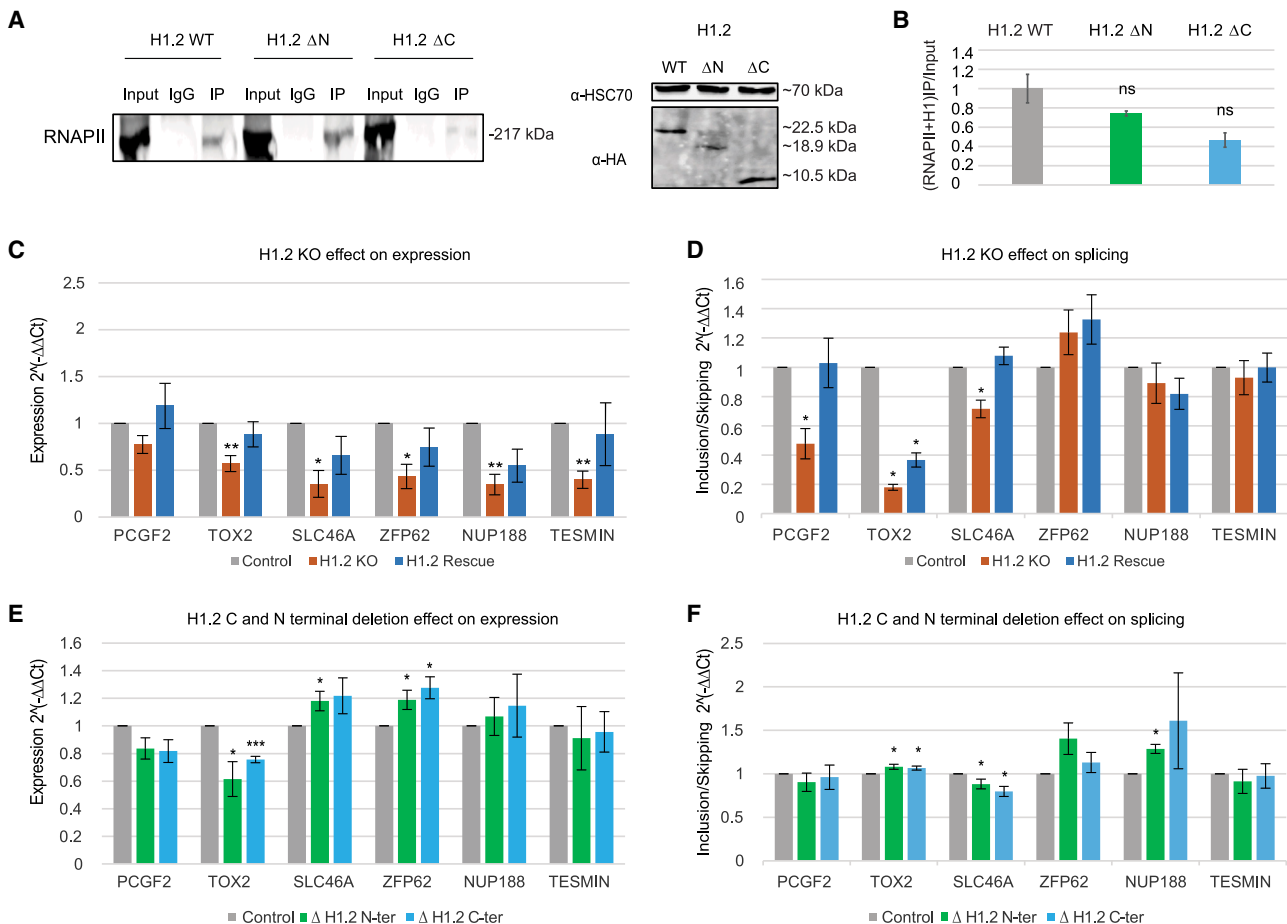 A
H1.2 WT H1.2 ΔN H1.2 ΔC
Input IgG IP Input IgG IP Input IgG IP
RNAPII
-217 kDa
H1.2
WT ΔN ΔC
α-HSC70
~70 kDa
α-HA
~22.5 kDa
~18.9 kDa
~10.5 kDa
B
H1.2 WT H1.2 ΔN H1.2 ΔC
(RNAPII+H1)IP/Input
1.4
1.2
1
0.8
0.6
0.4
0.2
0
ns
ns
C
H1.2 KO effect on expression
Expression 2^(-ΔΔCt)
2.5
2
1.5
1
0.5
0
** * * ** **
PCGF2 TOX2 SLC46A ZFP62 NUP188 TESMIN
Control H1.2 KO H1.2 Rescue
D
H1.2 KO effect on splicing
Inclusion/Skipping 2^(-ΔΔCt)
1.6
1.4
1.2
1
0.8
0.6
0.4
0.2
0
* * * *
PCGF2 TOX2 SLC46A ZFP62 NUP188 TESMIN
Control H1.2 KO H1.2 Rescue
E
H1.2 C and N terminal deletion effect on expression
Expression 2^(-ΔΔCt)
1.6
1.4
1.2
1
0.8
0.6
0.4
0.2
0
* *** * * *
PCGF2 TOX2 SLC46A ZFP62 NUP188 TESMIN
Control Δ H1.2 N-ter Δ H1.2 C-ter
F
H1.2 C and N terminal deletion effect on splicing
Inclusion/Skipping 2^(-ΔΔCt)
2.5
2
1.5
1
0.5
0
* * * * *
PCGF2 TOX2 SLC46A ZFP62 NUP188 TESMIN
Control Δ H1.2 N-ter Δ H1.2 C-ter